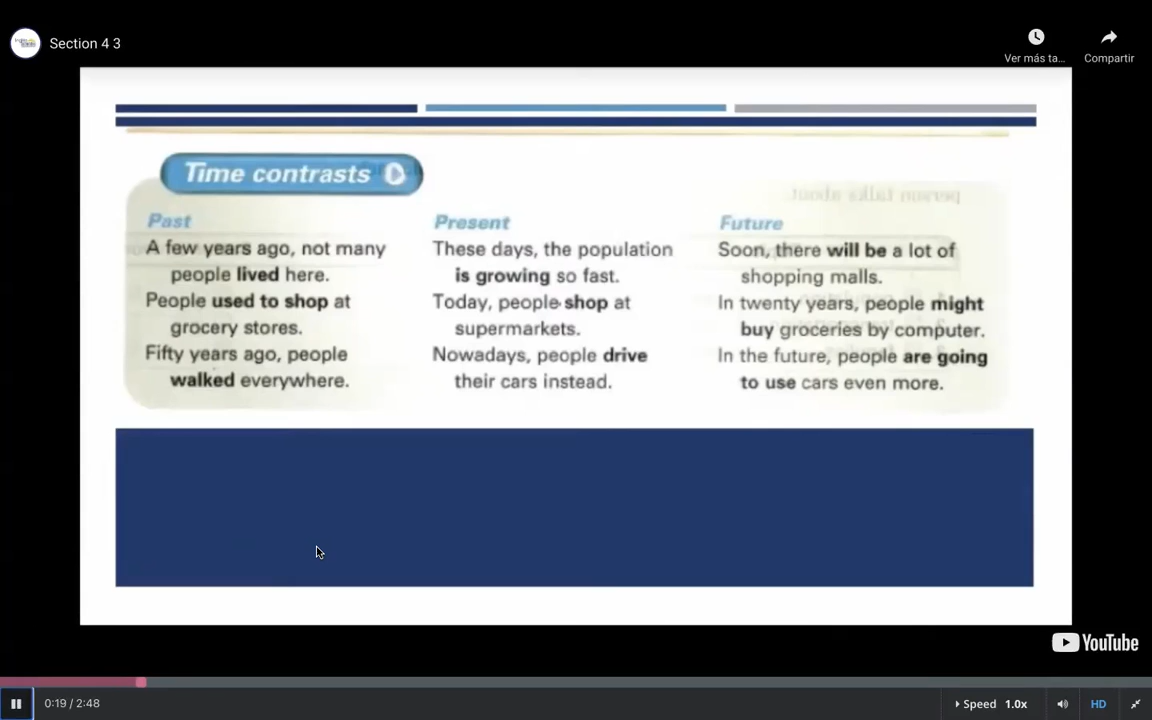 Section 4 3
Ver más ta...
Compartir
Time contrasts
Past
A few years ago, not many
people lived here.
People used to shop at
grocery stores.
Fifty years ago, people
walked everywhere.
Present
These days, the population
is growing so fast.
Today, people shop at
supermarkets.
Nowadays, people drive
their cars instead.
person talks about
Future
Soon, there will be a lot of
shopping malls.
In twenty years, people might
buy groceries by computer.
In the future, people are going
to use cars even more.
YouTube
0:19 / 2:48
Speed 1.0x
HD